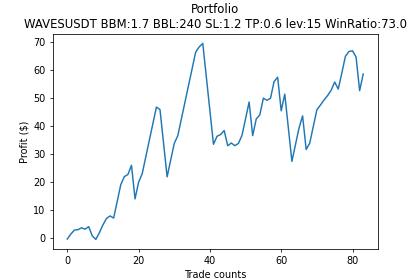 Portfolio
WAVESUSDT BBM:1.7 BBL:240 SL:1.2 TP:0.6 lev:15 WinRatio:73.0
70
60
50
40
30
20
10
0
Profit ($)
0 20 40 60 80
Trade counts